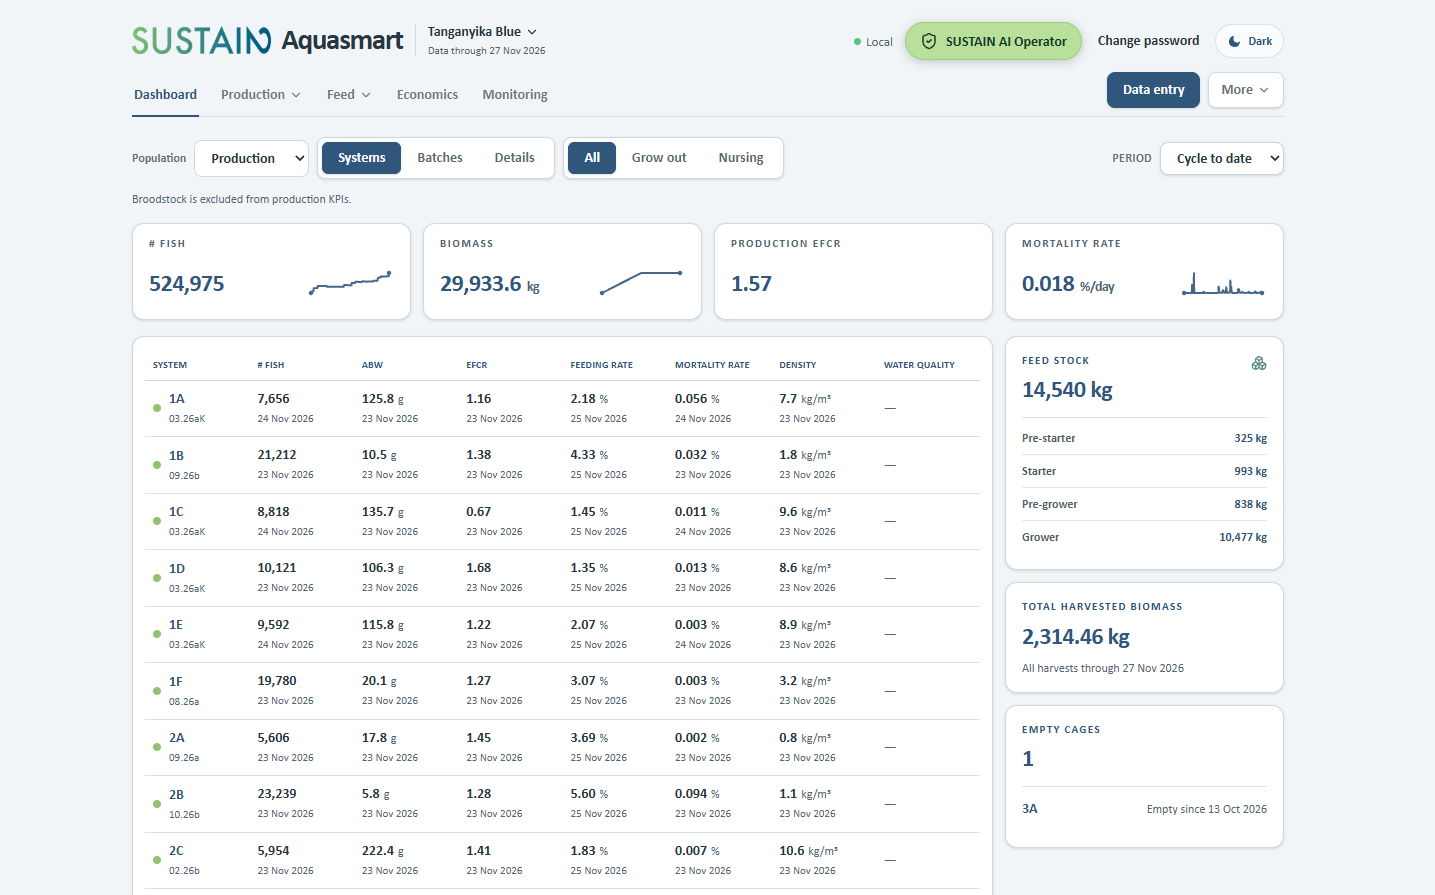 SUSTAIN Aquasmart
Tanganyika Blue
Data through 27 Nov 2026
Local
SUSTAIN AI Operator
Change password
Dark
Dashboard Production Feed Economics Monitoring
Data entry
More
Population Production
Systems Batches Details
All Grow out Nursing
PERIOD Cycle to date
Broodstock is excluded from production KPIs.
# FISH
524,975
BIOMASS
29,933.6 kg
PRODUCTION EFCR
1.57
MORTALITY RATE
0.018 %/day
SYSTEM # FISH ABW EFCR FEEDING RATE MORTALITY RATE DENSITY WATER QUALITY
1A 7,656 125.8 g 1.16 2.18 % 0.056 % 7.7 kg/m³ —
03.26aK 24 Nov 2026 23 Nov 2026 23 Nov 2026 25 Nov 2026 24 Nov 2026 23 Nov 2026
1B 21,212 10.5 g 1.38 4.33 % 0.032 % 1.8 kg/m³ —
09.26b 23 Nov 2026 23 Nov 2026 23 Nov 2026 25 Nov 2026 23 Nov 2026 23 Nov 2026
1C 8,818 135.7 g 0.67 1.45 % 0.011 % 9.6 kg/m³ —
03.26aK 24 Nov 2026 23 Nov 2026 23 Nov 2026 25 Nov 2026 24 Nov 2026 23 Nov 2026
1D 10,121 106.3 g 1.68 1.35 % 0.013 % 8.6 kg/m³ —
03.26aK 23 Nov 2026 23 Nov 2026 23 Nov 2026 25 Nov 2026 23 Nov 2026 23 Nov 2026
1E 9,592 115.8 g 1.22 2.07 % 0.003 % 8.9 kg/m³ —
03.26aK 24 Nov 2026 23 Nov 2026 23 Nov 2026 25 Nov 2026 24 Nov 2026 23 Nov 2026
1F 19,780 20.1 g 1.27 3.07 % 0.003 % 3.2 kg/m³ —
08.26a 23 Nov 2026 23 Nov 2026 23 Nov 2026 25 Nov 2026 23 Nov 2026 23 Nov 2026
2A 5,606 17.8 g 1.45 3.69 % 0.002 % 0.8 kg/m³ —
09.26a 23 Nov 2026 23 Nov 2026 23 Nov 2026 25 Nov 2026 23 Nov 2026 23 Nov 2026
2B 23,239 5.8 g 1.28 5.60 % 0.094 % 1.1 kg/m³ —
10.26b 23 Nov 2026 23 Nov 2026 23 Nov 2026 25 Nov 2026 23 Nov 2026 23 Nov 2026
2C 5,954 222.4 g 1.41 1.83 % 0.007 % 10.6 kg/m³ —
02.26b 23 Nov 2026 23 Nov 2026 23 Nov 2026 25 Nov 2026 23 Nov 2026 23 Nov 2026
FEED STOCK
14,540 kg
Pre-starter 325 kg
Starter 993 kg
Pre-grower 838 kg
Grower 10,477 kg
TOTAL HARVESTED BIOMASS
2,314.46 kg
All harvests through 27 Nov 2026
EMPTY CAGES
1
3A Empty since 13 Oct 2026